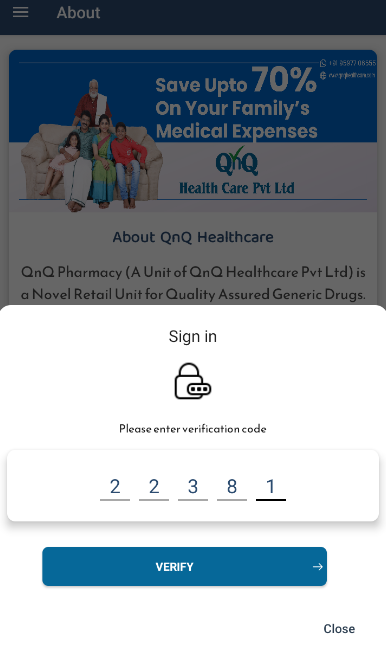 About
Save Upto 70%
On Your Family's
Medical Expenses
QnQ
Health Care Pvt Ltd
About QnQ Healthcare
QnQ Pharmacy (A Unit of QnQ Healthcare Pvt Ltd) is
a Novel Retail Unit for Quality Assured Generic Drugs.
Sign in
Please enter verification code
2 2 3 8 1
VERIFY
Close